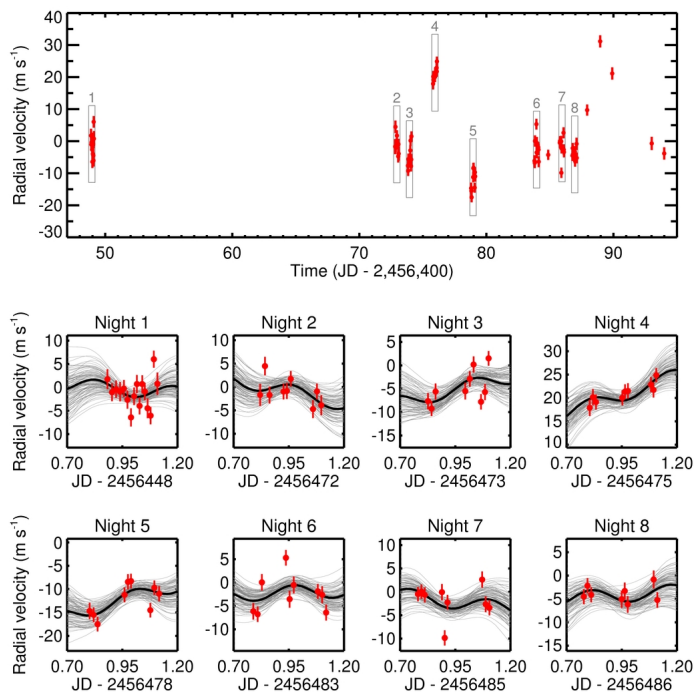 40
30
20
10
0
-10
-20
-30
Radial velocity (m s⁻¹)
1 2 3 4 5 6 7 8
50 60 70 80 90
Time (JD - 2,456,400)
Night 1 Night 2 Night 3 Night 4
Radial velocity (m s⁻¹)
10 5 0 -5 -10
10 5 0 -5 -10
10 5 0 -5 -10 -15
30 25 20 15 10
0.70 0.95 1.20 0.70 0.95 1.20 0.70 0.95 1.20 0.70 0.95 1.20
JD - 2456448 JD - 2456472 JD - 2456473 JD - 2456475
Night 5 Night 6 Night 7 Night 8
Radial velocity (m s⁻¹)
0 -5 -10 -15 -20
5 0 -5 -10
10 5 0 -5 -10
5 0 -5 -10 -15
0.70 0.95 1.20 0.70 0.95 1.20 0.70 0.95 1.20 0.70 0.95 1.20
JD - 2456478 JD - 2456483 JD - 2456485 JD - 2456486